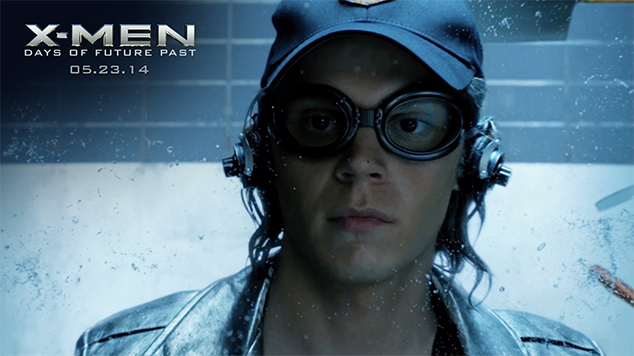 X-MEN
DAYS OF FUTURE PAST
05.23.14